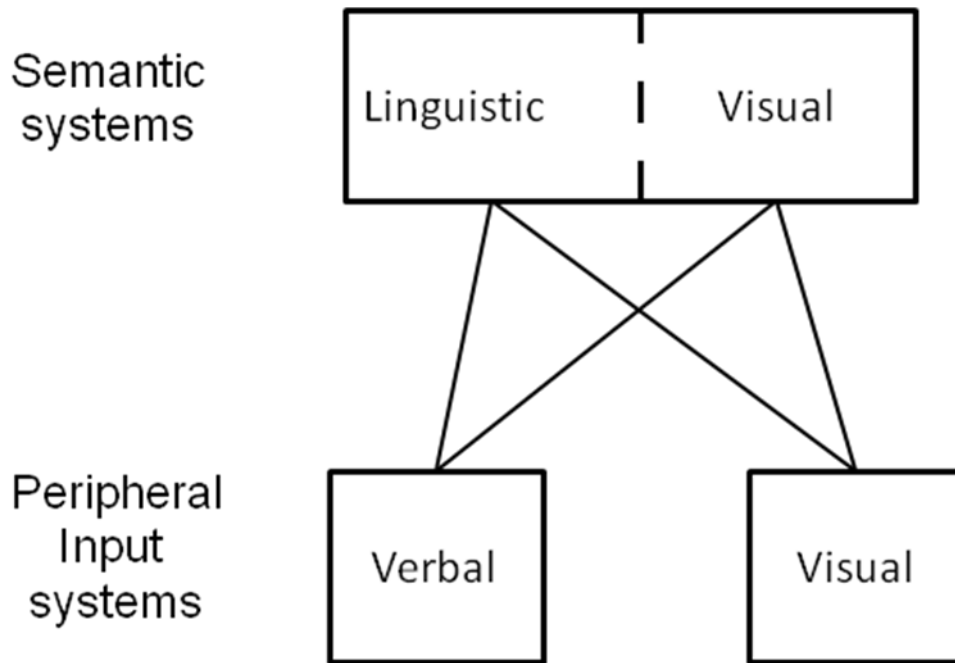 Semantic
systems
Linguistic
Visual
Peripheral
Input
systems
Verbal
Visual